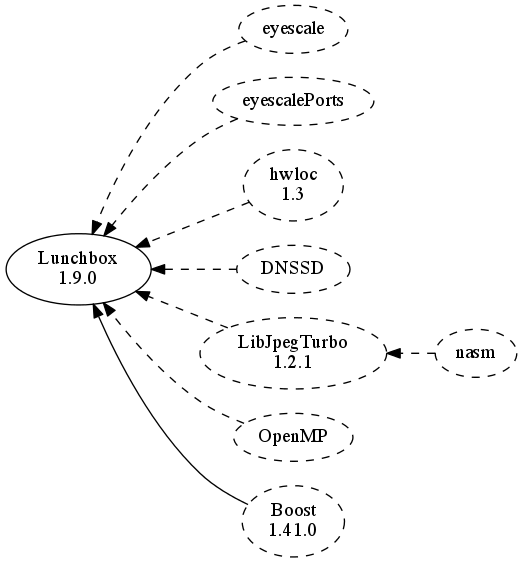 eyescale
eyescalePorts
hwloc
1.3
Lunchbox
1.9.0
DNSSD
LibJpegTurbo
1.2.1
nasm
OpenMP
Boost
1.41.0